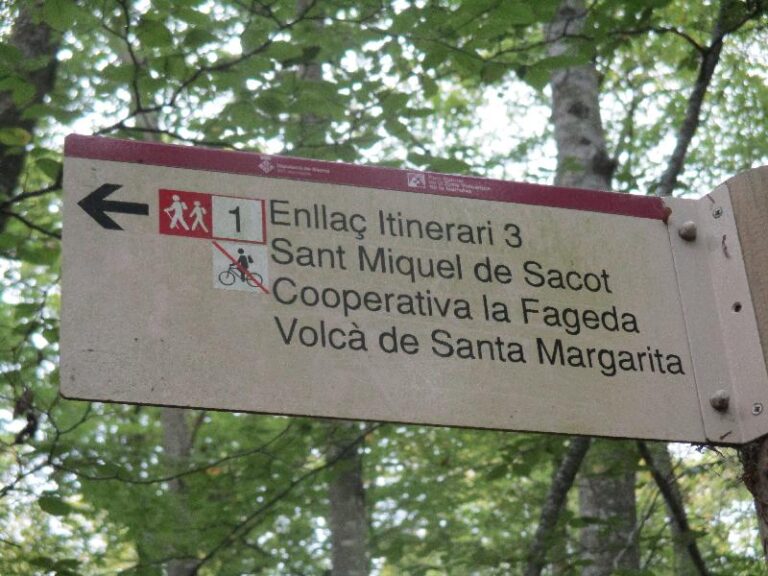 1
Enllaç Itinerari 3
Sant Miquel de Sacot
Cooperativa la Fageda
Volcà de Santa Margarita